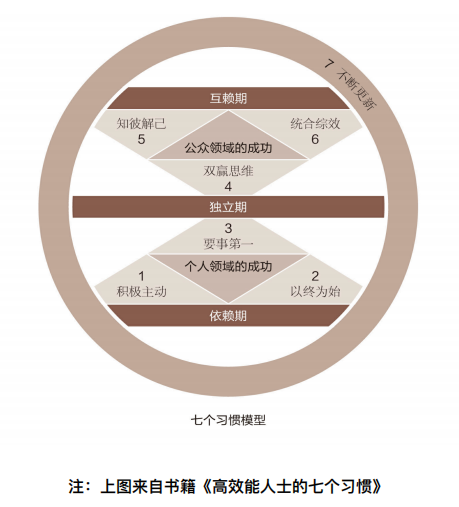 7 不断更新
互赖期
知彼解己
5
统合综效
6
公众领域的成功
双赢思维
4
独立期
3
要事第一
个人领域的成功
1
积极主动
2
以终为始
依赖期
七个习惯模型
注：上图来自书籍《高效能人士的七个习惯》